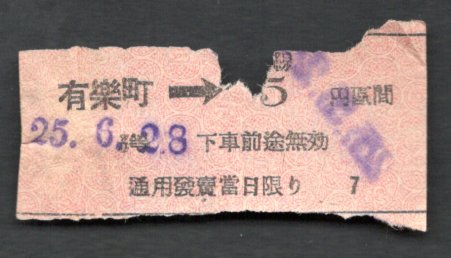 有樂町 → 5 円區間
25. 6. 28 下車前途無効
通用發賣當日限り 7